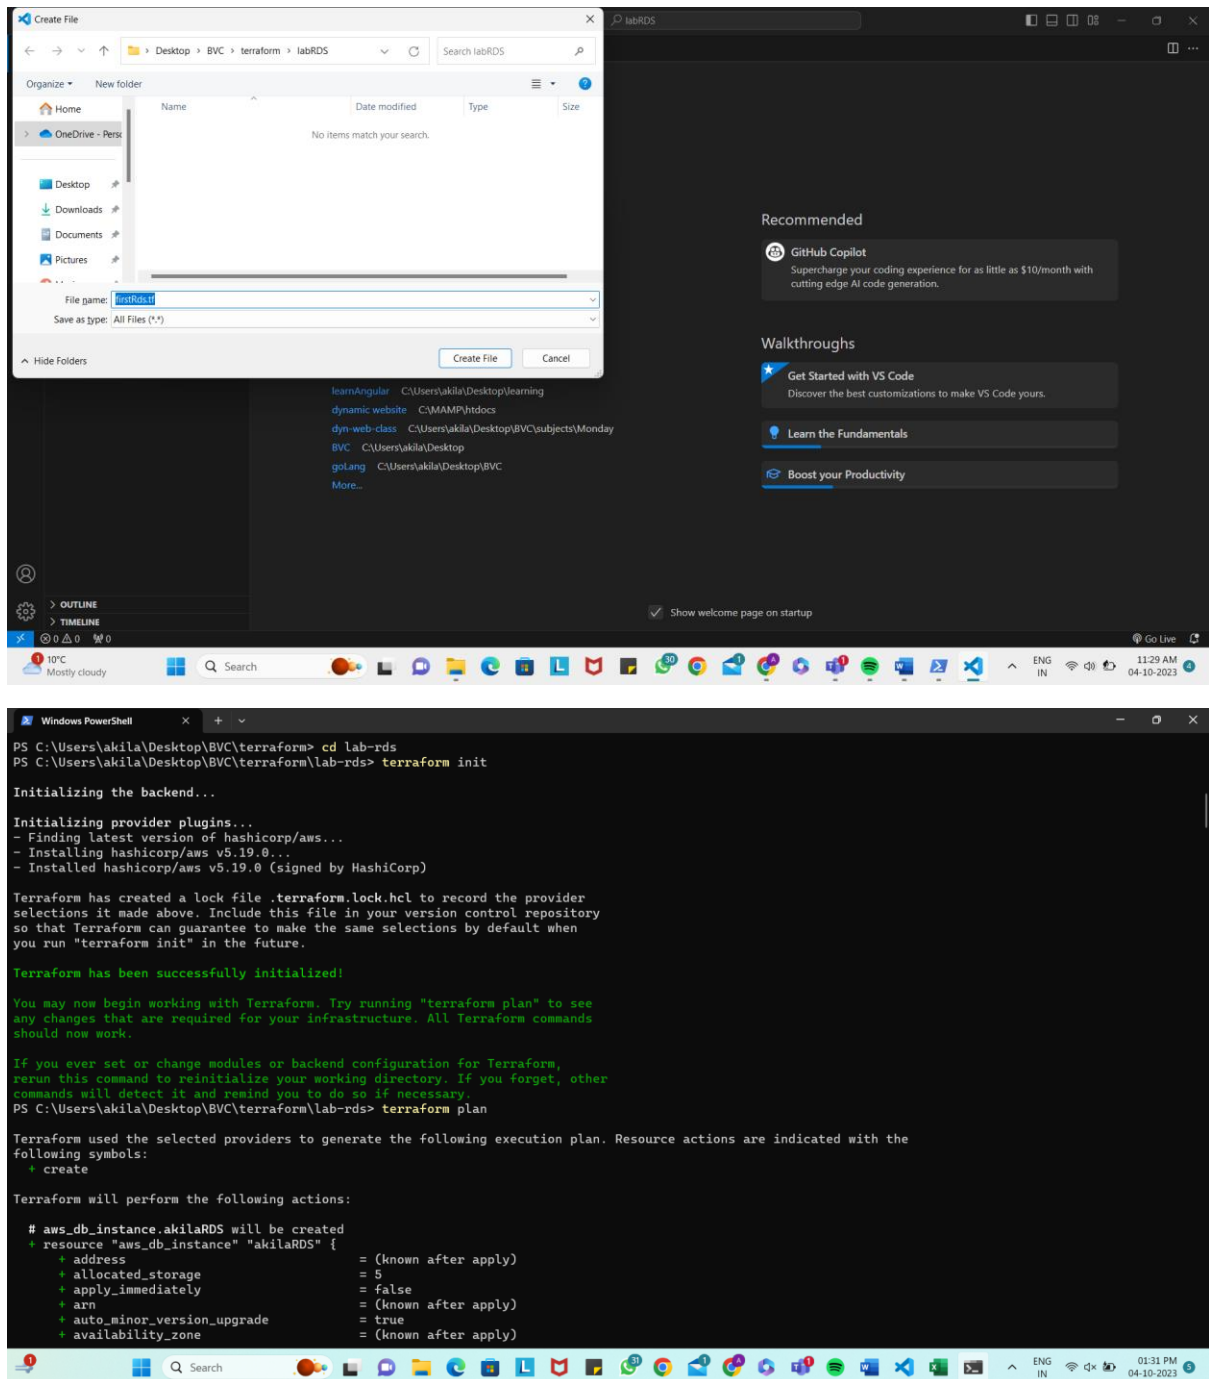 Create File
labRDS
Desktop > BVC > terraform > labRDS
Search labRDS
Organize
New folder
Home
Name
Date modified
Type
Size
OneDrive - Perso
No items match your search.
Desktop
Downloads
Documents
Pictures
File name: firstRds.tf
Save as type: All Files (*.*)
Hide Folders
Create File
Cancel
Recommended
GitHub Copilot
Supercharge your coding experience for as little as $10/month with
cutting edge AI code generation.
Walkthroughs
Get Started with VS Code
Discover the best customizations to make VS Code yours.
Learn the Fundamentals
Boost your Productivity
learnAngular C:\Users\akila\Desktop\learning
dynamic website C:\MAMP\htdocs
dyn-web-class C:\Users\akila\Desktop\BVC\subjects\Monday
BVC C:\Users\akila\Desktop
goLang C:\Users\akila\Desktop\BVC
More...
OUTLINE
TIMELINE
Show welcome page on startup
0 0 0
Go Live
10°C
Mostly cloudy
Search
ENG
IN
11:29 AM
04-10-2023
Windows PowerShell
PS C:\Users\akila\Desktop\BVC\terraform> cd lab-rds
PS C:\Users\akila\Desktop\BVC\terraform\lab-rds> terraform init
Initializing the backend...
Initializing provider plugins...
- Finding latest version of hashicorp/aws...
- Installing hashicorp/aws v5.19.0...
- Installed hashicorp/aws v5.19.0 (signed by HashiCorp)
Terraform has created a lock file .terraform.lock.hcl to record the provider
selections it made above. Include this file in your version control repository
so that Terraform can guarantee to make the same selections by default when
you run "terraform init" in the future.
Terraform has been successfully initialized!
You may now begin working with Terraform. Try running "terraform plan" to see
any changes that are required for your infrastructure. All Terraform commands
should now work.
If you ever set or change modules or backend configuration for Terraform,
rerun this command to reinitialize your working directory. If you forget, other
commands will detect it and remind you to do so if necessary.
PS C:\Users\akila\Desktop\BVC\terraform\lab-rds> terraform plan
Terraform used the selected providers to generate the following execution plan. Resource actions are indicated with the
following symbols:
+ create
Terraform will perform the following actions:
# aws_db_instance.akilaRDS will be created
+ resource "aws_db_instance" "akilaRDS" {
+ address = (known after apply)
+ allocated_storage = 5
+ apply_immediately = false
+ arn = (known after apply)
+ auto_minor_version_upgrade = true
+ availability_zone = (known after apply)
Search
ENG
IN
01:31 PM
04-10-2023